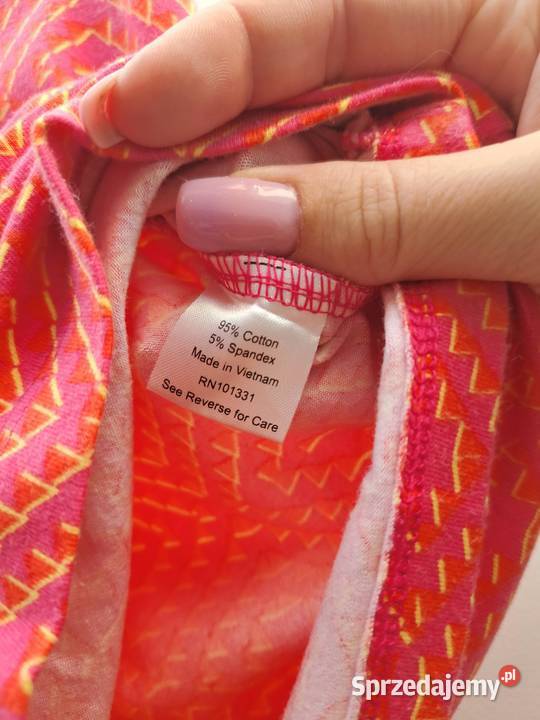 95% Cotton
5% Spandex
Made in Vietnam
RN101331
See Reverse for Care
Sprzedajemy.pl